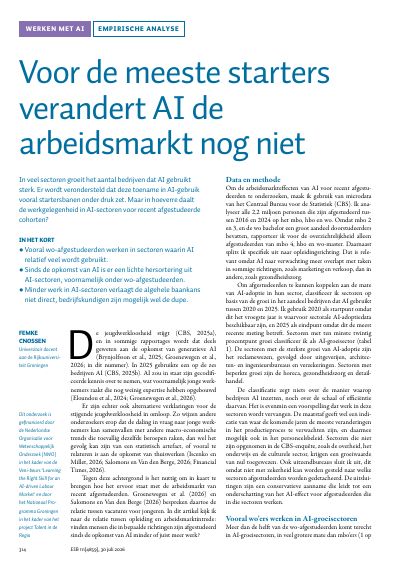 WERKEN MET AI
EMPIRISCHE ANALYSE
Voor de meeste starters
verandert AI de
arbeidsmarkt nog niet
In veel sectoren groeit het aantal bedrijven dat AI gebruikt
sterk. Er wordt verondersteld dat deze toename in AI-gebruik
vooral startersbanen onder druk zet. Maar in hoeverre daalt
de werkgelegenheid in AI-sectoren voor recent afgestudeerde
cohorten?
IN HET KORT
● Vooral wo-afgestudeerden werken in sectoren waarin AI
relatief veel wordt gebruikt.
● Sinds de opkomst van AI is er een lichte hersortering uit
AI-sectoren, voornamelijk onder wo-afgestudeerden.
● Minder werk in AI-sectoren verlaagt de algehele baankans
niet direct, bedrijfskundigen zijn mogelijk wel de dupe.
FEMKE
CNOSSEN
Universitair docent
aan de Rijksuniversi-
teit Groningen
Dit onderzoek is
gefinancierd door
de Nederlandse
Organisatie voor
Wetenschappelijk
Onderzoek (NWO)
in het kader van de
Labour
Market' en door
het Nationaal Pro-
gramma Groningen
in het kader van het
project Talent in de
Regio
De jeugdwerkloosheid stijgt (CBS, 2025a),
en in sommige rapportages wordt dat deels
geweten aan de opkomst van generatieve AI
(Brynjolfsson et al., 2025; Groenewegen et al.,
2026; in dit nummer). In 2025 gebruikten een op de zes
bedrijven AI (CBS, 2025b). AI zou in staat zijn gecodifi-
ceerde kennis over te nemen, wat voornamelijk jonge werk-
nemers raakt die nog weinig expertise hebben opgebouwd
(Eloundou et al., 2024; Groenewegen et al., 2026).
Er zijn echter ook alternatieve verklaringen voor de
stijgende jeugdwerkloosheid in omloop. Zo wijzen andere
onderzoekers erop dat de daling in vraag naar jonge werk-
nemers kan samenvallen met andere macro-economische
trends die toevallig dezelfde beroepen raken, dan wel het
gevolg kan zijn van een statistisch artefact, of vooral te
relateren is aan de opkomst van thuiswerken (Iscenko en
Millet, 2026; Salomons en Van den Berge, 2026; Financial
Times, 2026).
Tegen deze achtergrond is het nuttig om in kaart te
brengen hoe het ervoor staat met de arbeidsmarkt van
recent afgestudeerden. Groenewegen et al. (2026) en
Salomons en Van den Berge (2026) bespreken daartoe de
relatie tussen vacatures voor jongeren. In dit artikel kijk ik
naar de relatie tussen opleiding en arbeidsmarktintrede:
vinden mensen die in bepaalde richtingen zijn afgestudeerd
sinds de opkomst van AI minder of juist meer werk?
Data en methode
Om de arbeidsmarkteffecten van AI voor recent afgestu-
deerden te onderzoeken, maak ik gebruik van microdata
van het Centraal Bureau voor de Statistiek (CBS). Ik ana-
lyseer alle 2,2 miljoen personen die zijn afgestudeerd tus-
sen 2016 en 2024 op het mbo, hbo en wo. Omdat mbo 2
en 3, en de wo bachelor een groot aandeel doorstudeerders
bevatten, rapporteer ik voor de overzichtelijkheid alleen
afgestudeerden van mbo 4, hbo en wo-master. Daarnaast
splits ik specifiek uit naar opleidingsrichting. Dat is rele-
vant omdat AI naar verwachting meer overlapt met taken
in sommige richtingen, zoals marketing en verkoop, dan in
andere, zoals gezondheidszorg.
Om afgestudeerden te kunnen koppelen aan de mate
van AI-adoptie in hun sector, classificeer ik sectoren op
basis van de groei in het aandeel bedrijven dat AI gebruikt
tussen 2020 en 2025. Ik gebruik 2020 als startpunt omdat
dit het vroegste jaar is waarvoor sectorale AI-adoptiedata
beschikbaar zijn, en 2025 als eindpunt omdat dit de meest
recente meting betreft. Sectoren met ten minste twintig
procentpunt groei classificeer ik als AI-groeisector (tabel
1). De sectoren met de sterkste groei van AI-adoptie zijn
het reclamewezen, gevolgd door uitgeverijen, architec-
ten- en ingenieursbureaus en verzekeringen. Sectoren met
beperkte groei zijn de horeca, gezondheidszorg en detail-
handel.
De classificatie zegt niets over de manier waarop
bedrijven AI inzetten, noch over de schaal of efficiëntie
daarvan. Het is evenmin een voorspelling dat werk in deze
sectoren wordt vervangen. De maatstaf geeft wel een indi-
catie van waar de komende jaren de meeste veranderingen
in het productieproces te verwachten zijn, en daarmee
mogelijk ook in het personeelsbeleid. Sectoren die niet
zijn opgenomen in de CBS-enquête, zoals de overheid, het
onderwijs en de culturele sector, krijgen een groeiwaarde
van nul toegewezen. Ook uitzendbureaus sluit ik uit, dit
omdat niet met zekerheid kan worden gesteld naar welke
sectoren afgestudeerden worden gedetacheerd. De uitslui-
tingen zijn een conservatieve aanname die leidt tot een
onderschatting van het AI-effect voor afgestudeerden die
in die sectoren werken.
Vooral wo'ers werken in AI-groeisectoren
Meer dan de helft van de wo-afgestudeerden komt terecht
in AI-groeisectoren, in veel grotere mate dan mbo'ers (1 op
314
ESB 111(4859), 30 juli 2026